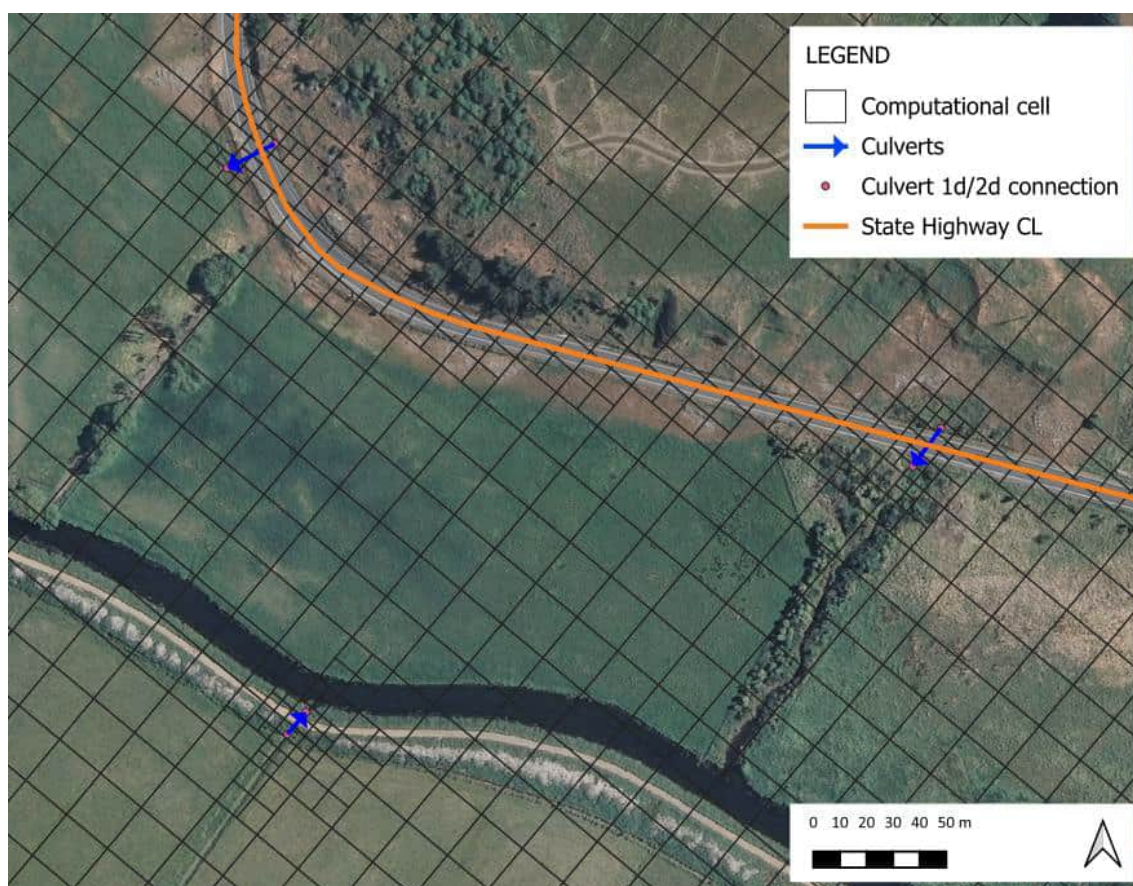 LEGEND
Computational cell
Culverts
Culvert 1d/2d connection
State Highway CL
0 10 20 30 40 50 m